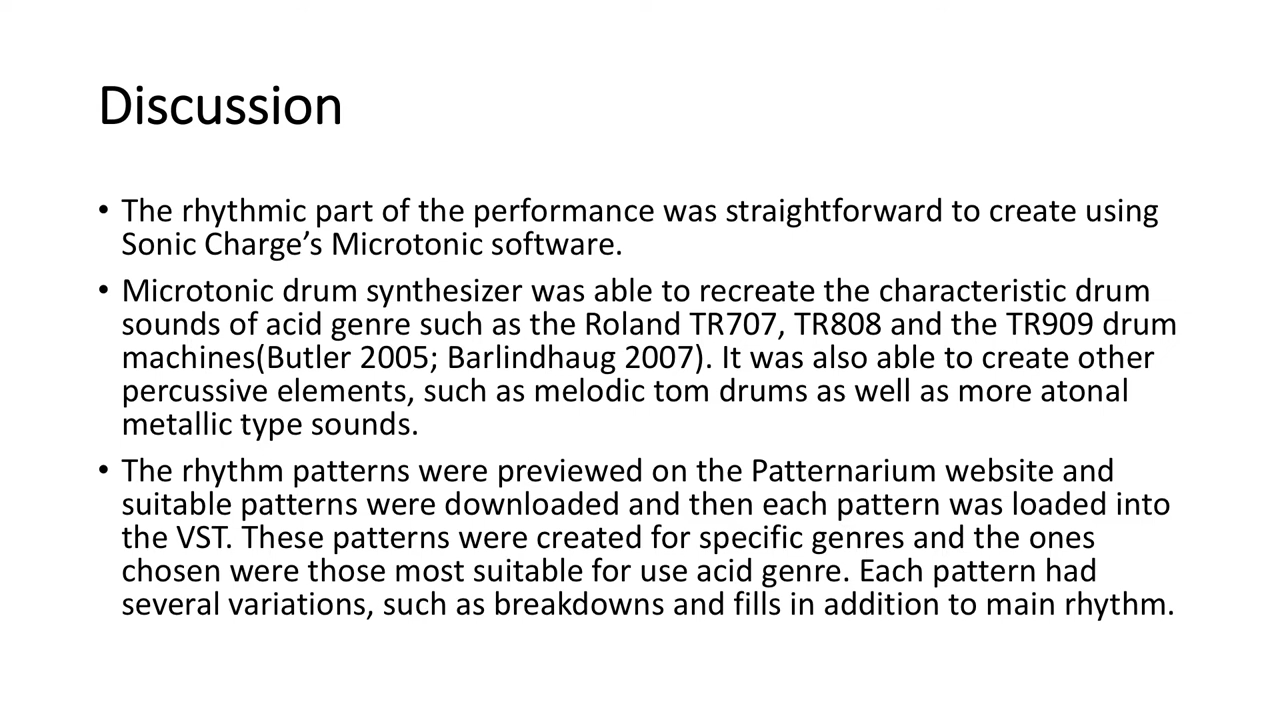 Discussion
• The rhythmic part of the performance was straightforward to create using
Sonic Charge’s Microtonic software.
• Microtonic drum synthesizer was able to recreate the characteristic drum
sounds of acid genre such as the Roland TR707, TR808 and the TR909 drum
machines(Butler 2005; Barlindhaug 2007). It was also able to create other
percussive elements, such as melodic tom drums as well as more atonal
metallic type sounds.
• The rhythm patterns were previewed on the Patternarium website and
suitable patterns were downloaded and then each pattern was loaded into
the VST. These patterns were created for specific genres and the ones
chosen were those most suitable for use acid genre. Each pattern had
several variations, such as breakdowns and fills in addition to main rhythm.